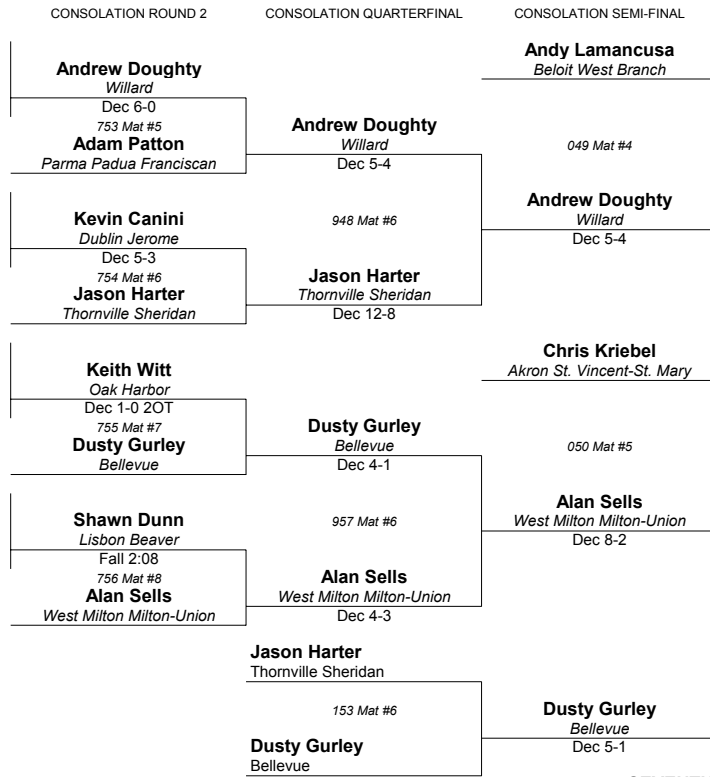 CONSOLATION ROUND 2
CONSOLATION QUARTERFINAL
CONSOLATION SEMI-FINAL
Andrew Doughty
Willard
Dec 6-0
753 Mat #5
Adam Patton
Parma Padua Franciscan
Kevin Canini
Dublin Jerome
Dec 5-3
754 Mat #6
Jason Harter
Thornville Sheridan
Keith Witt
Oak Harbor
Dec 1-0 2OT
755 Mat #7
Dusty Gurley
Bellevue
Shawn Dunn
Lisbon Beaver
Fall 2:08
756 Mat #8
Alan Sells
West Milton Milton-Union
Andrew Doughty
Willard
Dec 5-4
948 Mat #6
Jason Harter
Thornville Sheridan
Dec 12-8
Dusty Gurley
Bellevue
Dec 4-1
957 Mat #6
Alan Sells
West Milton Milton-Union
Dec 4-3
Jason Harter
Thornville Sheridan
153 Mat #6
Dusty Gurley
Bellevue
Andy Lamancusa
Beloit West Branch
049 Mat #4
Andrew Doughty
Willard
Dec 5-4
Chris Kriebel
Akron St. Vincent-St. Mary
050 Mat #5
Alan Sells
West Milton Milton-Union
Dec 8-2
Dusty Gurley
Bellevue
Dec 5-1